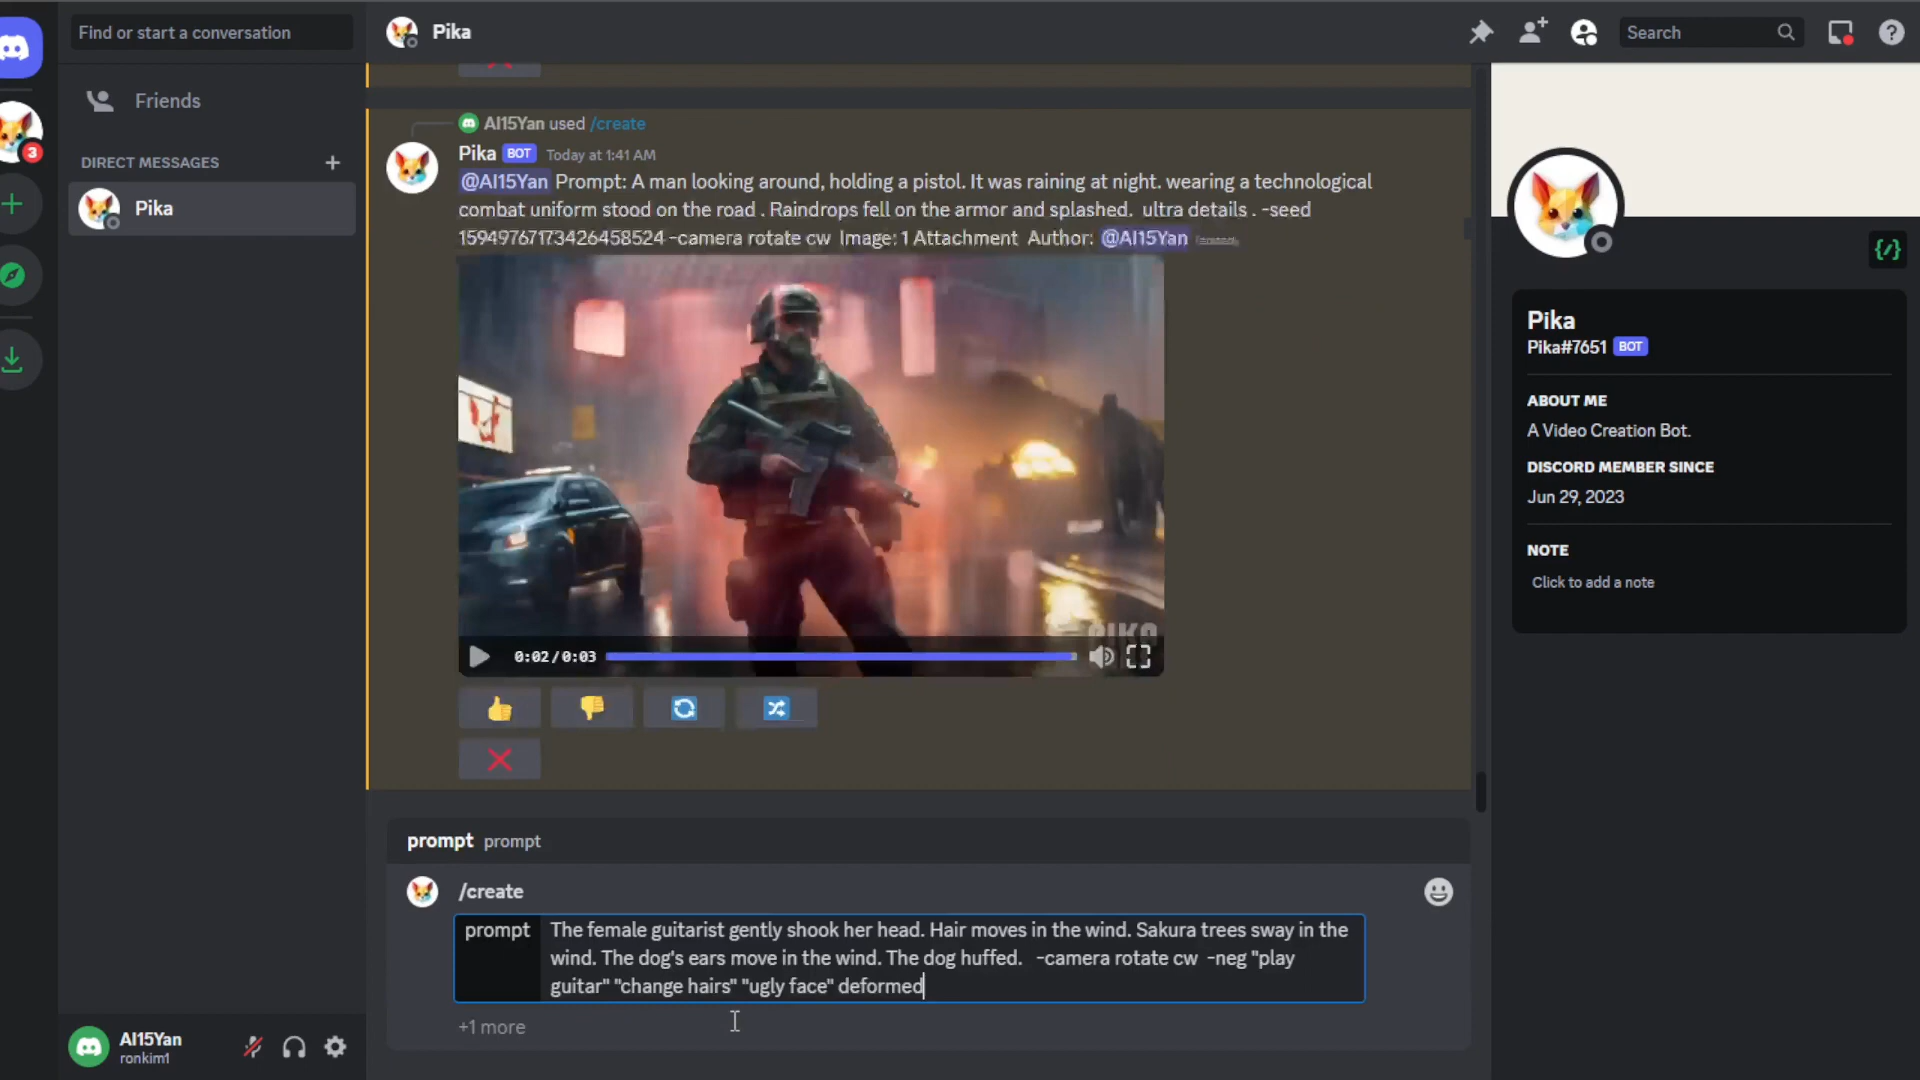 Find or start a conversation
Pika
Search
Friends
3
DIRECT MESSAGES
Pika
AI15Yan used /create
Pika BOT Today at 1:41 AM
@AI15Yan Prompt: A man looking around, holding a pistol. It was raining at night. wearing a technological
combat uniform stood on the road . Raindrops fell on the armor and splashed. ultra details . -seed
15949767173426458524 -camera rotate cw Image: 1 Attachment Author: @AI15Yan
PIKA
0:02/0:03
Pika
Pika#7651 BOT
ABOUT ME
A Video Creation Bot.
DISCORD MEMBER SINCE
Jun 29, 2023
NOTE
Click to add a note
prompt prompt
/create
prompt The female guitarist gently shook her head. Hair moves in the wind. Sakura trees sway in the
wind. The dog's ears move in the wind. The dog huffed. -camera rotate cw -neg "play
guitar" "change hairs" "ugly face" deformed
+1 more
AI15Yan
ronkim1